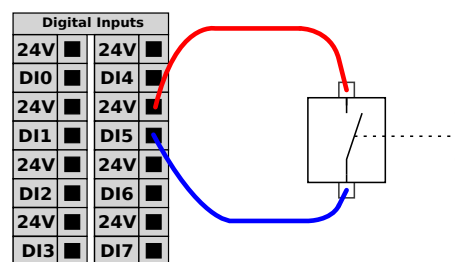 Digital Inputs
24V 24V
DI0 DI4
24V 24V
DI1 DI5
24V 24V
DI2 DI6
24V 24V
DI3 DI7